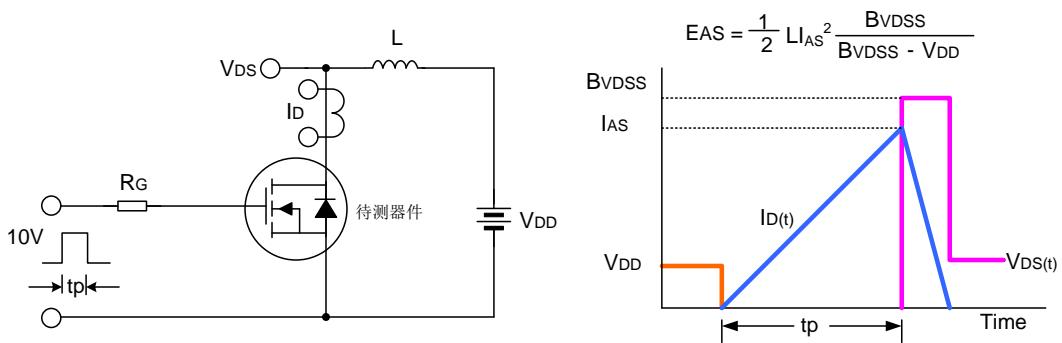 VDS
L
ID
RG
10V
tp
待测器件
VDD
EAS = 1/2 LIAS² BVDSS / (BVDSS - VDD)
BVDSS
IAS
VDD
ID(t)
VDS(t)
tp
Time